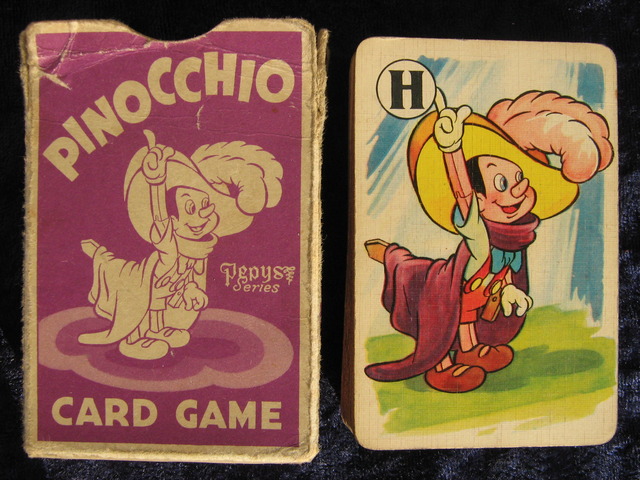 PINOCCHIO
Pepys
Series
CARD GAME
H